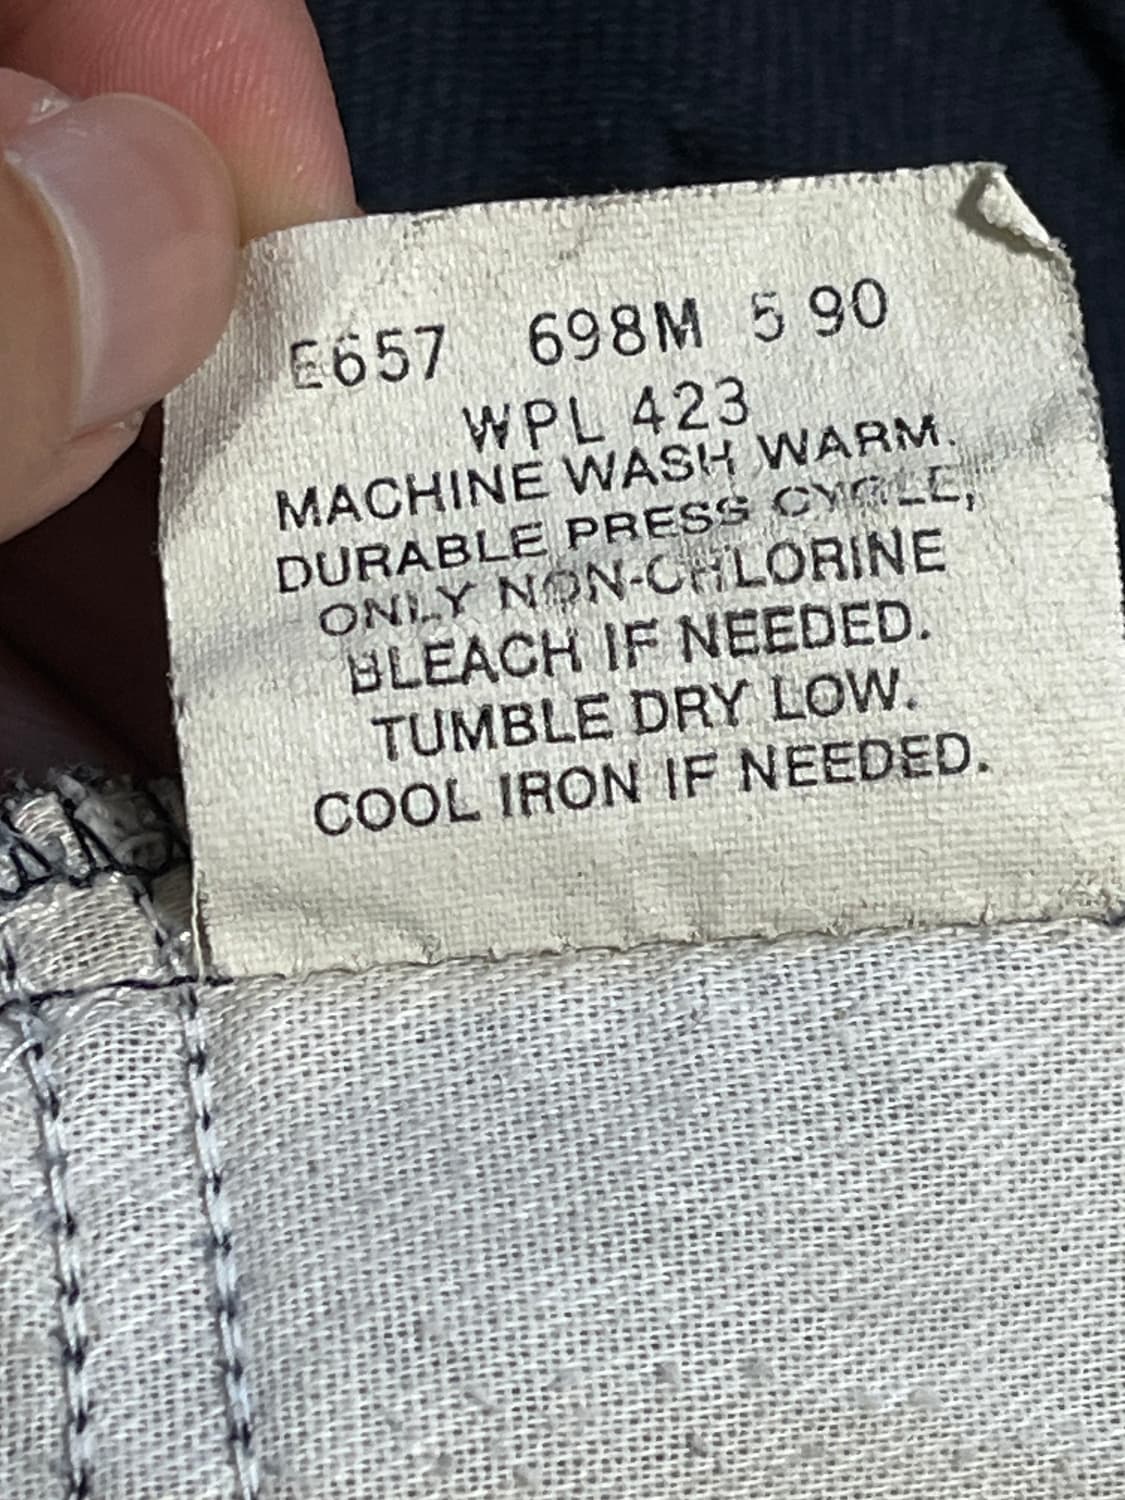 E657 698M 5 90
WPL 423
MACHINE WASH WARM.
DURABLE PRESS CYCLE,
ONLY NON-CHLORINE
BLEACH IF NEEDED.
TUMBLE DRY LOW.
COOL IRON IF NEEDED.